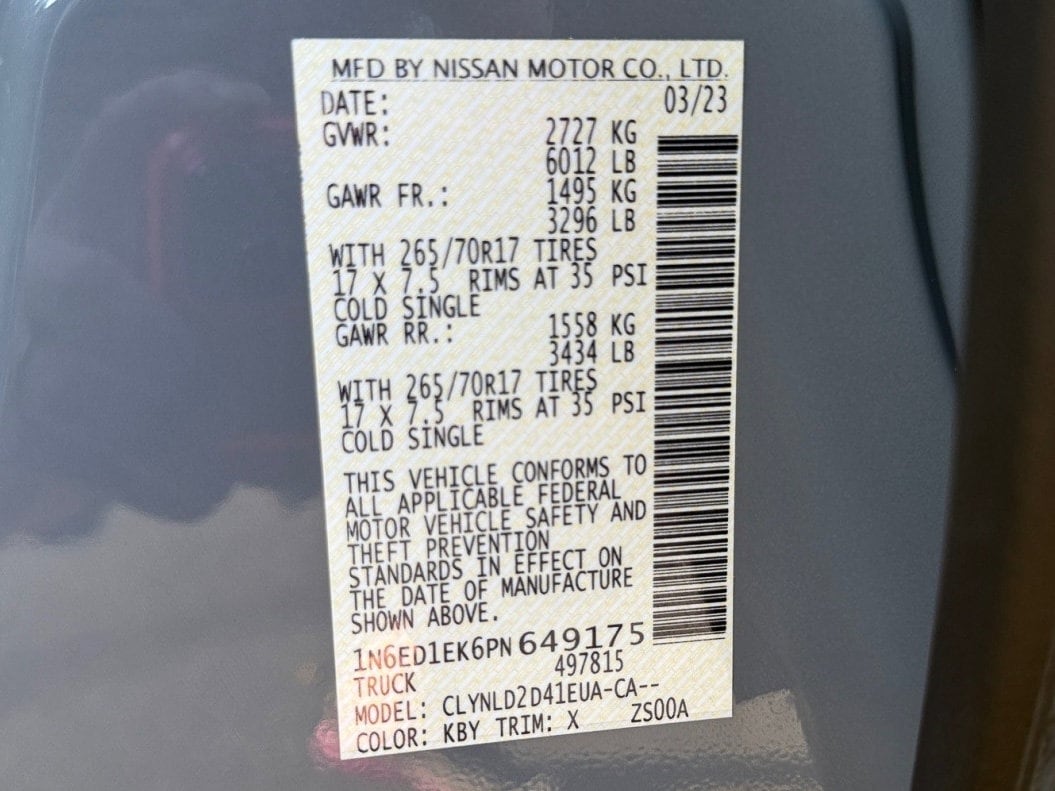 MFD BY NISSAN MOTOR CO., LTD.
DATE: 03/23
GVWR: 2727 KG
6012 LB
GAWR FR.: 1495 KG
3296 LB
WITH 265/70R17 TIRES
17 X 7.5 RIMS AT 35 PSI
COLD SINGLE
GAWR RR.: 1558 KG
3434 LB
WITH 265/70R17 TIRES
17 X 7.5 RIMS AT 35 PSI
COLD SINGLE
THIS VEHICLE CONFORMS TO
ALL APPLICABLE FEDERAL
MOTOR VEHICLE SAFETY AND
THEFT PREVENTION
STANDARDS IN EFFECT ON
THE DATE OF MANUFACTURE
SHOWN ABOVE.
1N6ED1EK6PN 649175
497815
TRUCK
MODEL: CLYNLD2D41EUA-CA--
COLOR: KBY TRIM: X ZS00A